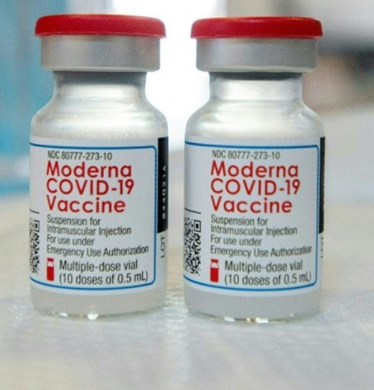 NDC 80777-273-10
Moderna
COVID-19
Vaccine
Suspension for
Intramuscular Injection
For use under
Emergency Use Authorization
Multiple-dose vial
(10 doses of 0.5 mL)
LOT
NDC 80777-273-10
Moderna
COVID-19
Vaccine
Suspension for
Intramuscular Injection
For use under
Emergency Use Authorization
Multiple-dose vial
(10 doses of 0.5 mL)